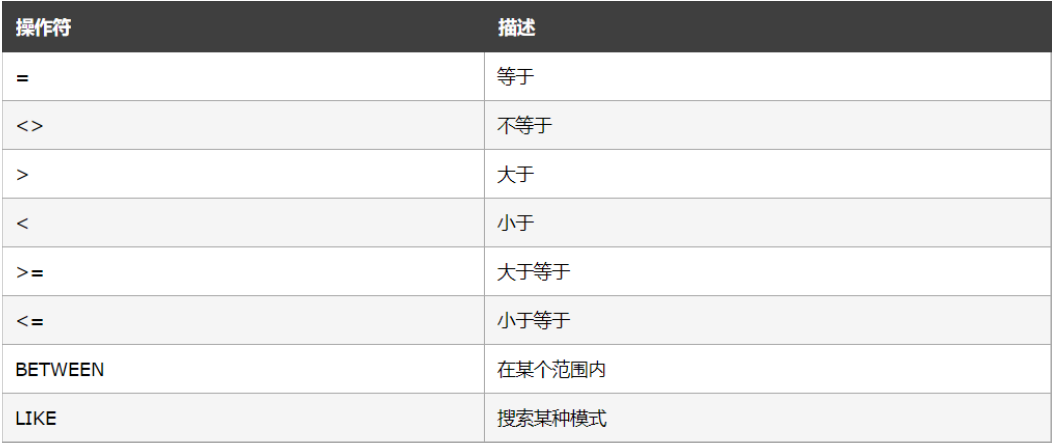 操作符 描述
= 等于
<> 不等于
> 大于
< 小于
>= 大于等于
<= 小于等于
BETWEEN 在某个范围内
LIKE 搜索某种模式